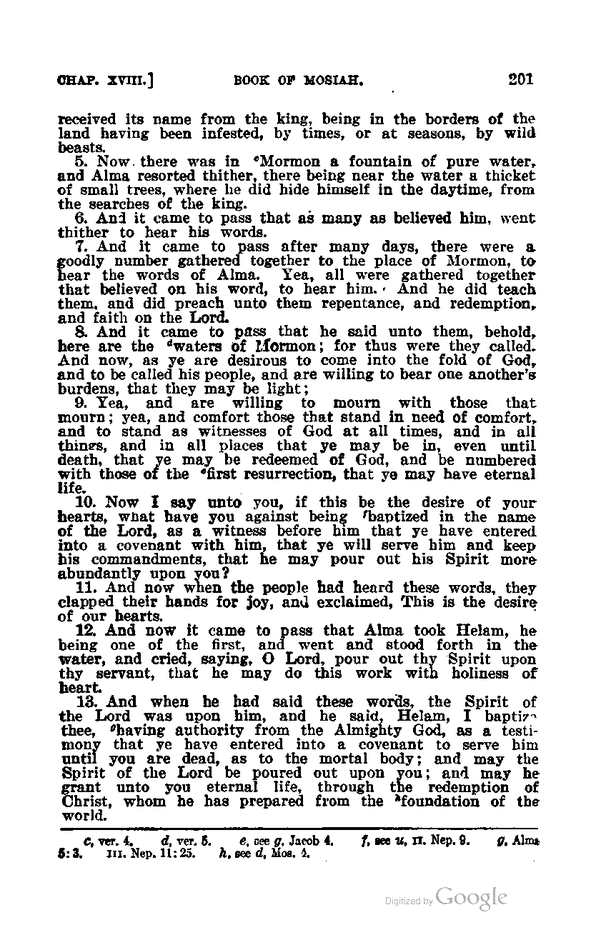 CHAP. XVIII.] BOOK OF MOSIAH. 201
received its name from the king, being in the borders of the
land having been infested, by times, or at seasons, by wild
beasts.
5. Now there was in ᶜMormon a fountain of pure water,
and Alma resorted thither, there being near the water a thicket
of small trees, where he did hide himself in the daytime, from
the searches of the king.
6. And it came to pass that as many as believed him, went
thither to hear his words.
7. And it came to pass after many days, there were a
goodly number gathered together to the place of Mormon, to
hear the words of Alma. Yea, all were gathered together
that believed on his word, to hear him. And he did teach
them, and did preach unto them repentance, and redemption,
and faith on the Lord.
8. And it came to pass that he said unto them, behold,
here are the ᵈwaters of Mormon; for thus were they called.
And now, as ye are desirous to come into the fold of God,
and to be called his people, and are willing to bear one another's
burdens, that they may be light;
9. Yea, and are willing to mourn with those that
mourn; yea, and comfort those that stand in need of comfort,
and to stand as witnesses of God at all times, and in all
things, and in all places that ye may be in, even until
death, that ye may be redeemed of God, and be numbered
with those of the ᵉfirst resurrection, that ye may have eternal
life.
10. Now I say unto you, if this be the desire of your
hearts, what have you against being ᶠbaptized in the name
of the Lord, as a witness before him that ye have entered
into a covenant with him, that ye will serve him and keep
his commandments, that he may pour out his Spirit more
abundantly upon you?
11. And now when the people had heard these words, they
clapped their hands for joy, and exclaimed, This is the desire
of our hearts.
12. And now it came to pass that Alma took Helam, he
being one of the first, and went and stood forth in the
water, and cried, saying, O Lord, pour out thy Spirit upon
thy servant, that he may do this work with holiness of
heart.
13. And when he had said these words, the Spirit of
the Lord was upon him, and he said, Helam, I baptize
thee, ᵍhaving authority from the Almighty God, as a testi-
mony that ye have entered into a covenant to serve him
until you are dead, as to the mortal body; and may the
Spirit of the Lord be poured out upon you; and may he
grant unto you eternal life, through the redemption of
Christ, whom he has prepared from the ʰfoundation of the
world.
c, ver. 4. d, ver. 5. e, see g, Jacob 4. f, see u, II. Nep. 9. g, Alma
5:3. III. Nep. 11:25. h, see d, Mos. 4.
Digitized by Google